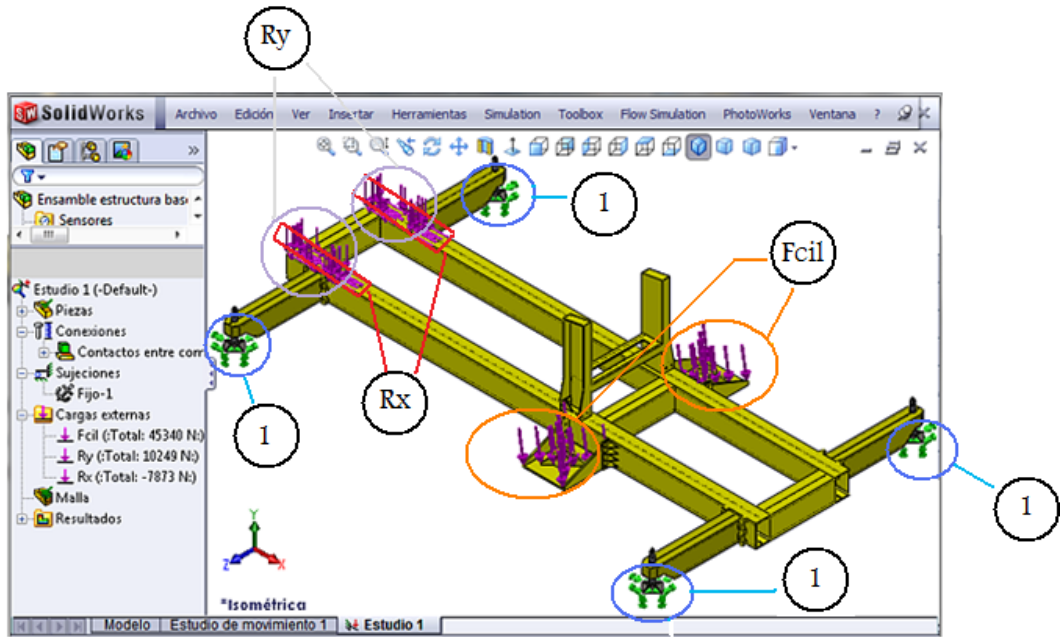 Ry
SolidWorks Archivo Edición Ver Insertar Herramientas Simulation Toolbox Flow Simulation PhotoWorks Ventana ?
Ensamble estructura bas
Sensores
Estudio 1 (-Default-)
Piezas
Conexiones
Contactos entre com
Sujeciones
Fijo-1
Cargas externas
Fcil (:Total: 45340 N:)
Ry (:Total: 10249 N:)
Rx (:Total: -7873 N:)
Malla
Resultados
1
Fcil
Rx
1
1
1
Y
Z
X
*Isométrica
Modelo Estudio de movimiento 1 Estudio 1